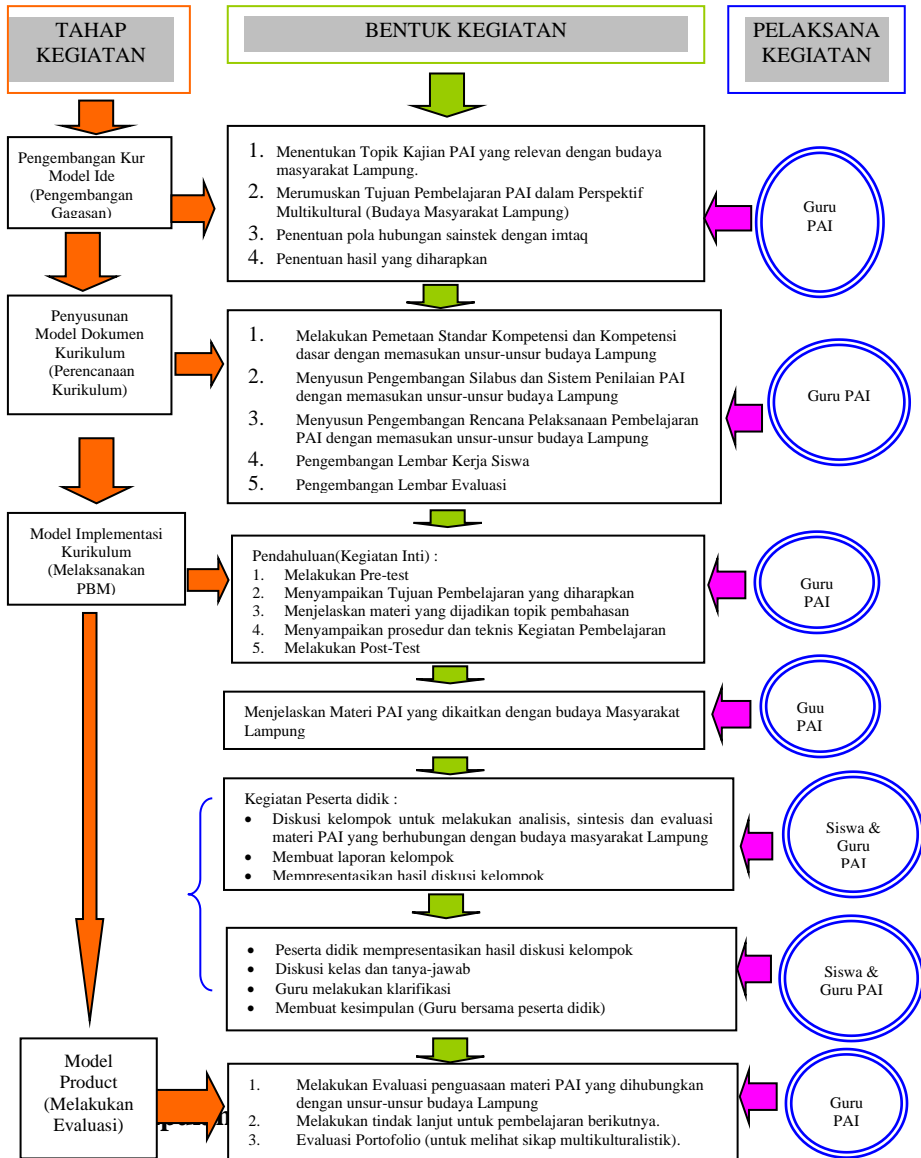 TAHAP
KEGIATAN
BENTUK KEGIATAN
PELAKSANA
KEGIATAN
Pengembangan Kur
Model Ide
(Pengembangan
Gagasan)
1. Menentukan Topik Kajian PAI yang relevan dengan budaya
masyarakat Lampung.
2. Merumuskan Tujuan Pembelajaran PAI dalam Perspektif
Multikultural (Budaya Masyarakat Lampung)
3. Penentuan pola hubungan sainstek dengan imtaq
4. Penentuan hasil yang diharapkan
Guru
PAI
Penyusunan
Model Dokumen
Kurikulum
(Perencanaan
Kurikulum)
1. Melakukan Pemetaan Standar Kompetensi dan Kompetensi
dasar dengan memasukan unsur-unsur budaya Lampung
2. Menyusun Pengembangan Silabus dan Sistem Penilaian PAI
dengan memasukan unsur-unsur budaya Lampung
3. Menyusun Pengembangan Rencana Pelaksanaan Pembelajaran
PAI dengan memasukan unsur-unsur budaya Lampung
4. Pengembangan Lembar Kerja Siswa
5. Pengembangan Lembar Evaluasi
Guru PAI
Model Implementasi
Kurikulum
(Melaksanakan
PBM)
Pendahuluan(Kegiatan Inti) :
1. Melakukan Pre-test
2. Menyampaikan Tujuan Pembelajaran yang diharapkan
3. Menjelaskan materi yang dijadikan topik pembahasan
4. Menyampaikan prosedur dan teknis Kegiatan Pembelajaran
5. Melakukan Post-Test
Guru
PAI
Menjelaskan Materi PAI yang dikaitkan dengan budaya Masyarakat
Lampung
Guu
PAI
Kegiatan Peserta didik :
• Diskusi kelompok untuk melakukan analisis, sintesis dan evaluasi
materi PAI yang berhubungan dengan budaya masyarakat Lampung
• Membuat laporan kelompok
• Mempresentasikan hasil diskusi kelompok
Siswa &
Guru
PAI
• Peserta didik mempresentasikan hasil diskusi kelompok
• Diskusi kelas dan tanya-jawab
• Guru melakukan klarifikasi
• Membuat kesimpulan (Guru bersama peserta didik)
Siswa &
Guru PAI
Model
Product
(Melakukan
Evaluasi)
1. Melakukan Evaluasi penguasaan materi PAI yang dihubungkan
dengan unsur-unsur budaya Lampung
2. Melakukan tindak lanjut untuk pembelajaran berikutnya.
3. Evaluasi Portofolio (untuk melihat sikap multikulturalistik).
Guru
PAI